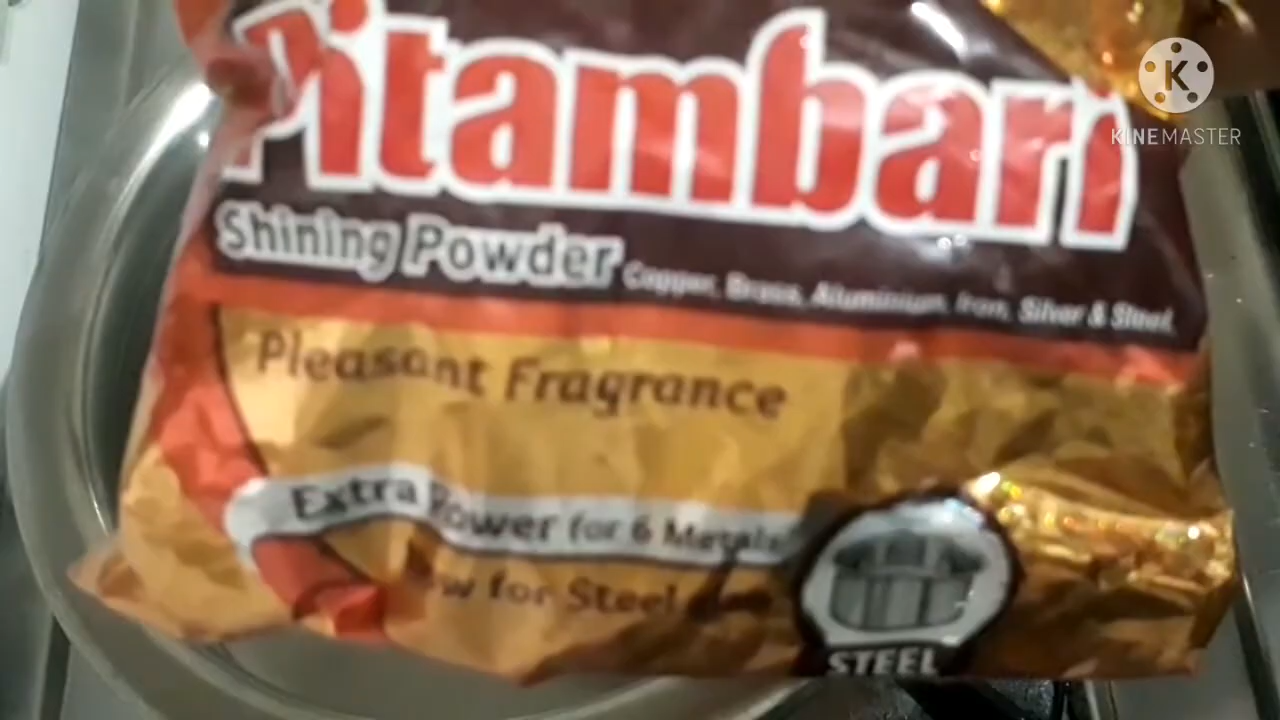 Pitambari
KINEMASTER
Shining Powder Copper, Brass, Aluminium, Iron, Silver & Steel
Pleasant Fragrance
Extra Power for 6 Metals
for Steel
STEEL